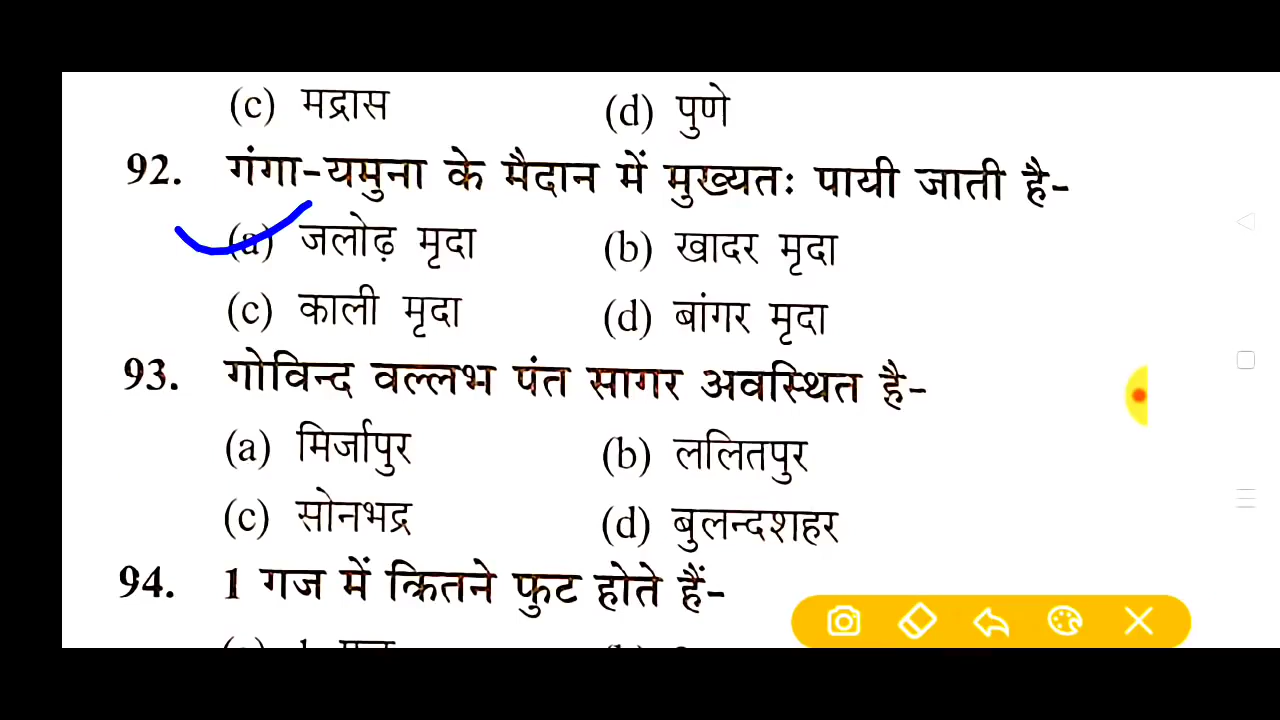 (c) मद्रास (d) पुणे
92. गंगा-यमुना के मैदान में मुख्यतः पायी जाती है-
(a) जलोढ़ मृदा (b) खादर मृदा
(c) काली मृदा (d) बांगर मृदा
93. गोविन्द वल्लभ पंत सागर अवस्थित है-
(a) मिर्जापुर (b) ललितपुर
(c) सोनभद्र (d) बुलन्दशहर
94. 1 गज में कितने फुट होते हैं-